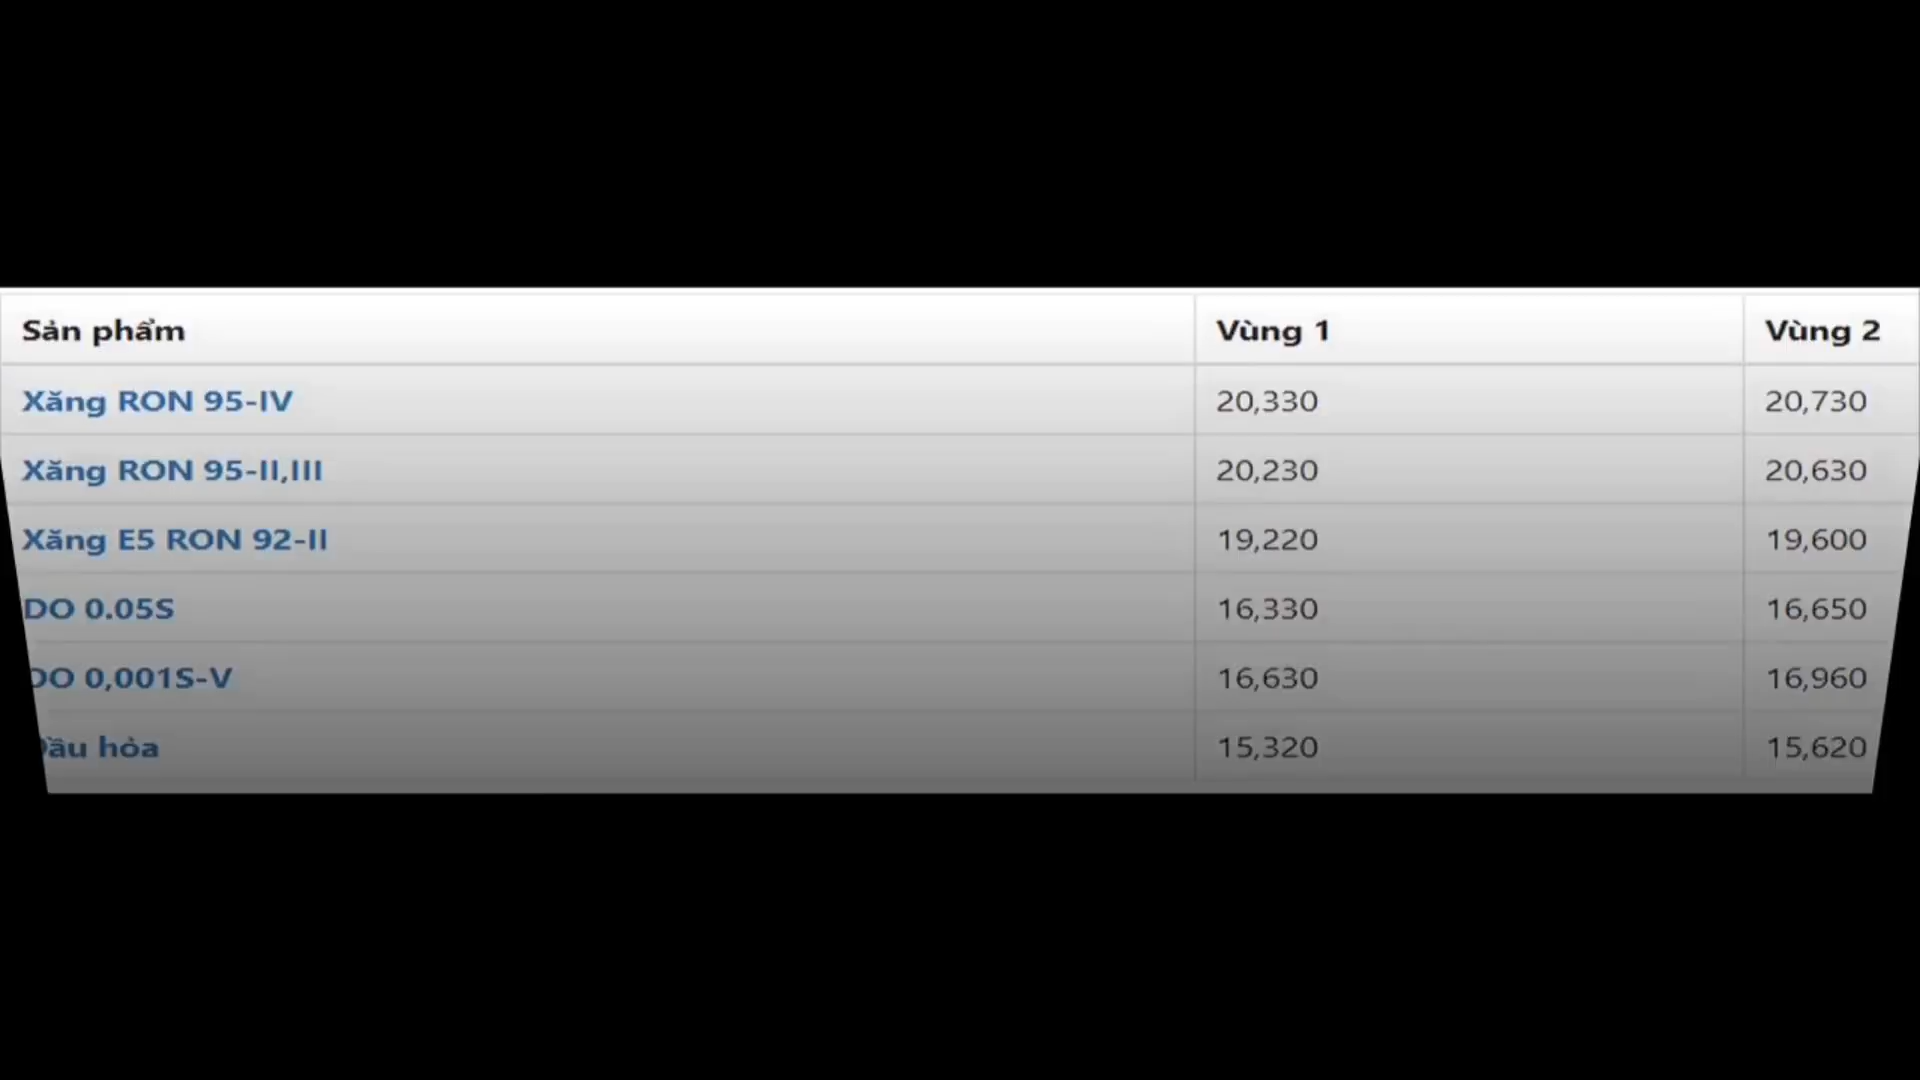 Sản phẩm Vùng 1 Vùng 2
Xăng RON 95-IV 20,330 20,730
Xăng RON 95-II,III 20,230 20,630
Xăng E5 RON 92-II 19,220 19,600
DO 0.05S 16,330 16,650
DO 0,001S-V 16,630 16,960
Dầu hỏa 15,320 15,620